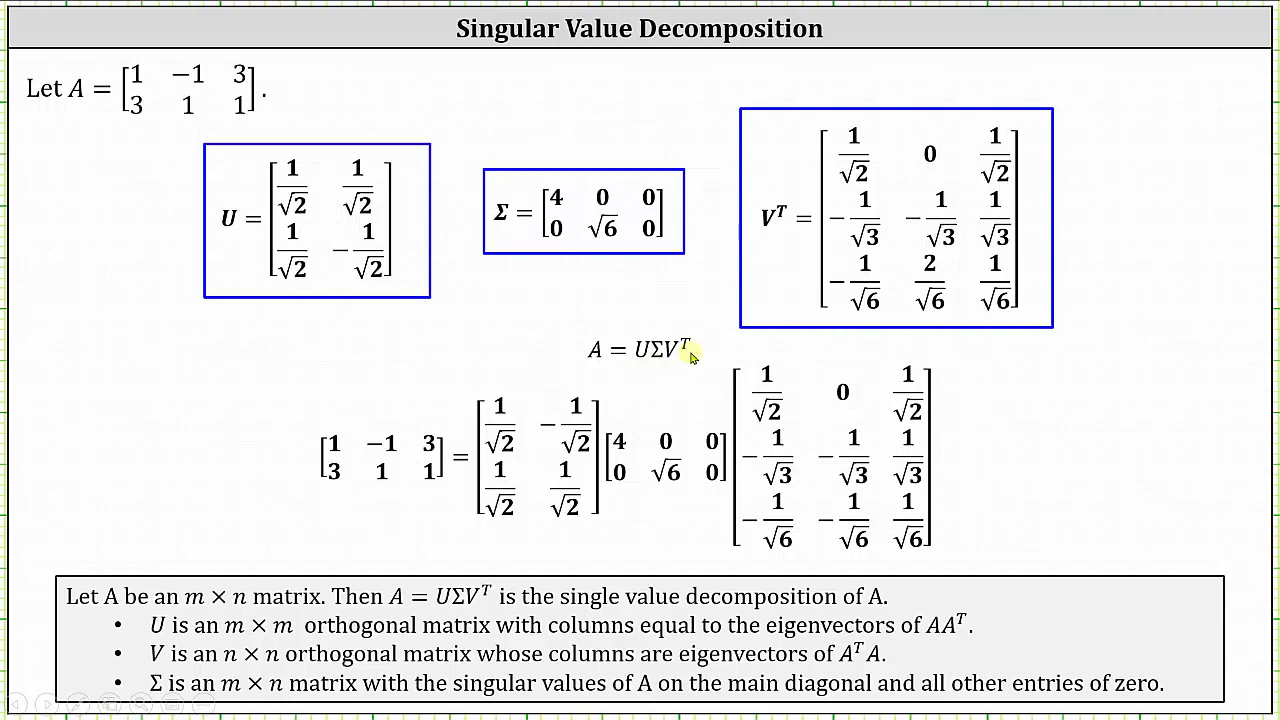 Singular Value Decomposition
Let A = [1 −1 3; 3 1 1].
U = [1/√2 1/√2; 1/√2 −1/√2]
Σ = [4 0 0; 0 √6 0]
Vᵀ = [1/√2 0 1/√2; −1/√3 −1/√3 1/√3; −1/√6 2/√6 1/√6]
A = UΣVᵀ
[1 −1 3; 3 1 1] = [1/√2 −1/√2; 1/√2 1/√2] [4 0 0; 0 √6 0] [1/√2 0 1/√2; −1/√3 −1/√3 1/√3; −1/√6 −1/√6 1/√6]
Let A be an m × n matrix. Then A = UΣVᵀ is the single value decomposition of A.
• U is an m × m orthogonal matrix with columns equal to the eigenvectors of AAᵀ.
• V is an n × n orthogonal matrix whose columns are eigenvectors of AᵀA.
• Σ is an m × n matrix with the singular values of A on the main diagonal and all other entries of zero.